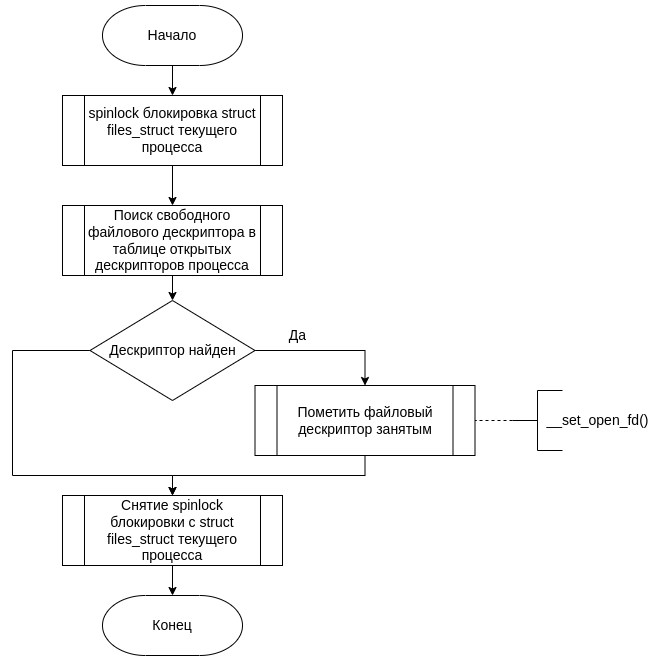 Начало
spinlock блокировка struct
files_struct текущего
процесса
Поиск свободного
файлового дескриптора в
таблице открытых
дескрипторов процесса
Дескриптор найден
Да
Пометить файловый
дескриптор занятым
__set_open_fd()
Снятие spinlock
блокировки с struct
files_struct текущего
процесса
Конец